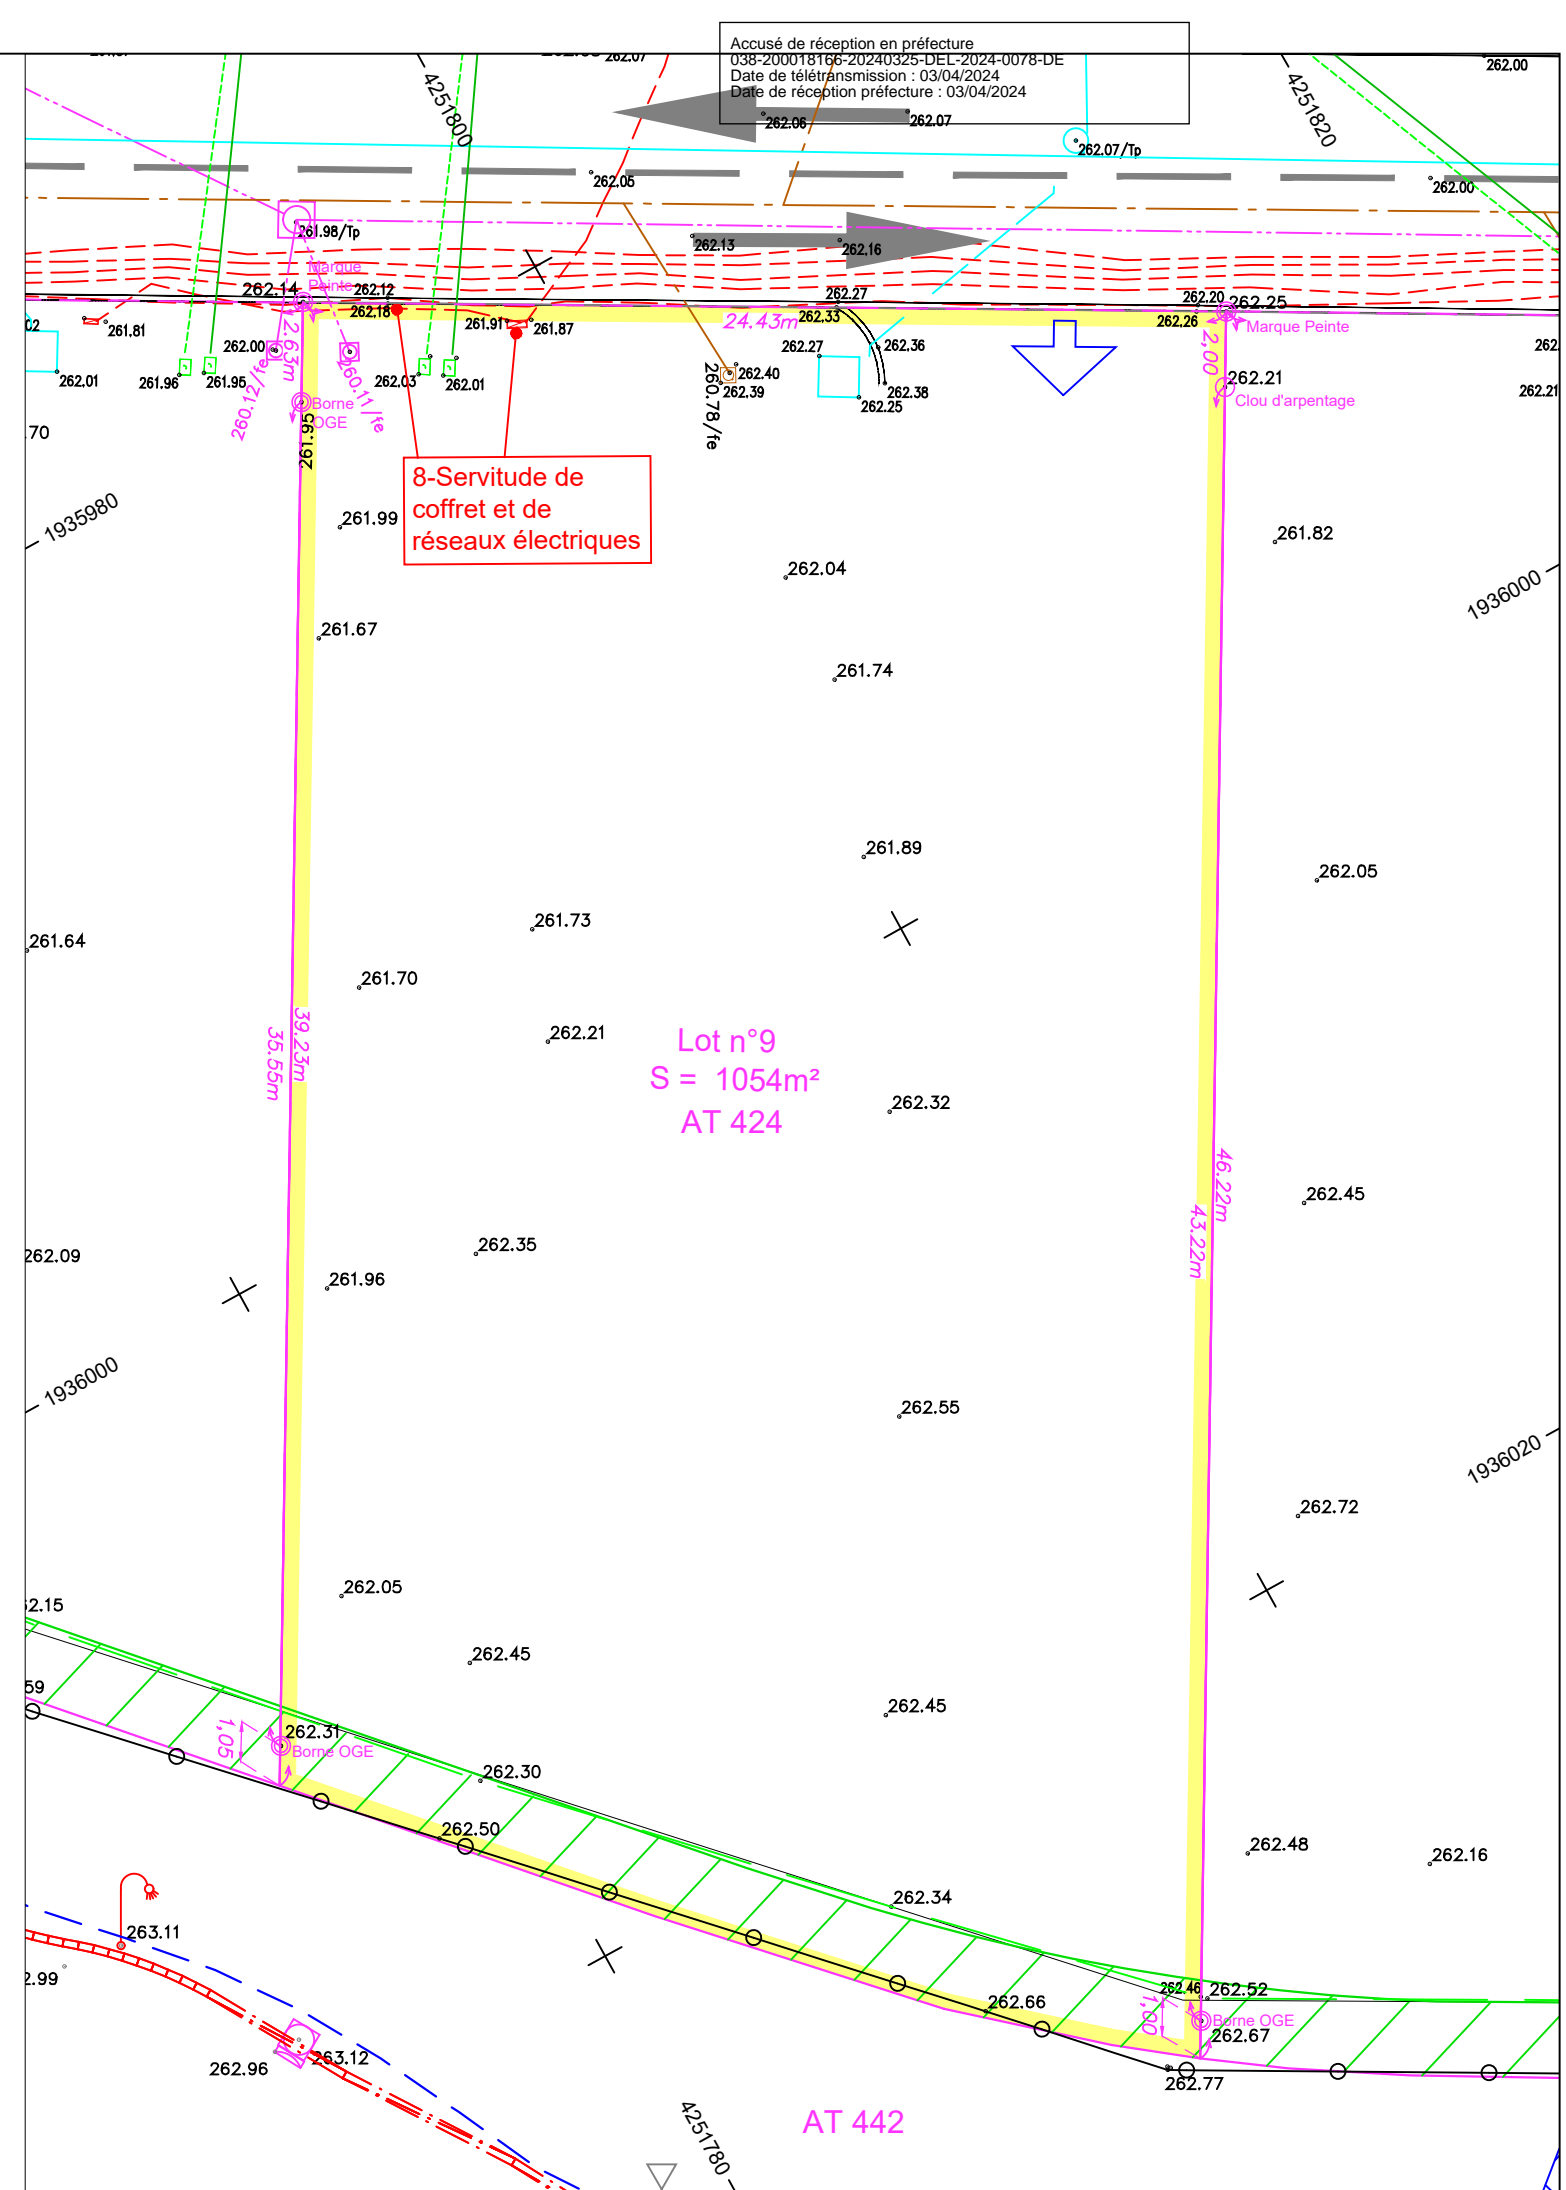 Accusé de réception en préfecture
038-200018166-20240325-DEL-2024-0078-DE
Date de télétransmission : 03/04/2024
Date de réception préfecture : 03/04/2024
262.07
262.00
4251800
4251820
262.06
262.07
262.07/Tp
262.05
262.00
261.98/Tp
262.13
262.16
Marque
Peinte
262.14
262.12
262.18
262.27
262.33
24.43m
262.20
262.25
262.26
Marque Peinte
261.81
261.91
261.87
2.63m
262.00
262.27
262.36
2,00
262.01
261.96
261.95
262.03
262.01
262.40
262.39
262.38
262.25
262.21
262.21
Clou d'arpentage
260.12/fe
260.11/fe
260.78/fe
Borne
OGE
261.95
.70
8-Servitude de
coffret et de
réseaux électriques
1935980
261.99
261.82
262.04
1936000
261.67
261.74
261.89
262.05
261.73
261.64
261.70
262.21
39.23m
35.55m
Lot n°9
S = 1054m²
AT 424
262.32
46.22m
43.22m
262.45
262.35
262.09
261.96
1936000
262.55
1936020
262.72
262.05
2.15
262.45
59
262.45
1,05
262.31
Borne OGE
262.30
262.50
262.48
262.16
262.34
263.11
2.99
262.46
262.52
262.66
1,00
Borne OGE
262.67
262.96
263.12
262.77
AT 442
4251780